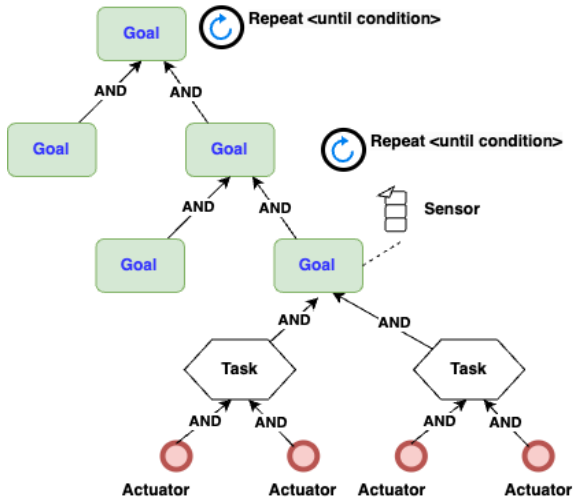 Goal
Repeat <until condition>
AND
AND
Goal
Goal
Repeat <until condition>
AND
AND
Sensor
Goal
Goal
AND
AND
Task
Task
AND
AND
AND
AND
Actuator
Actuator
Actuator
Actuator